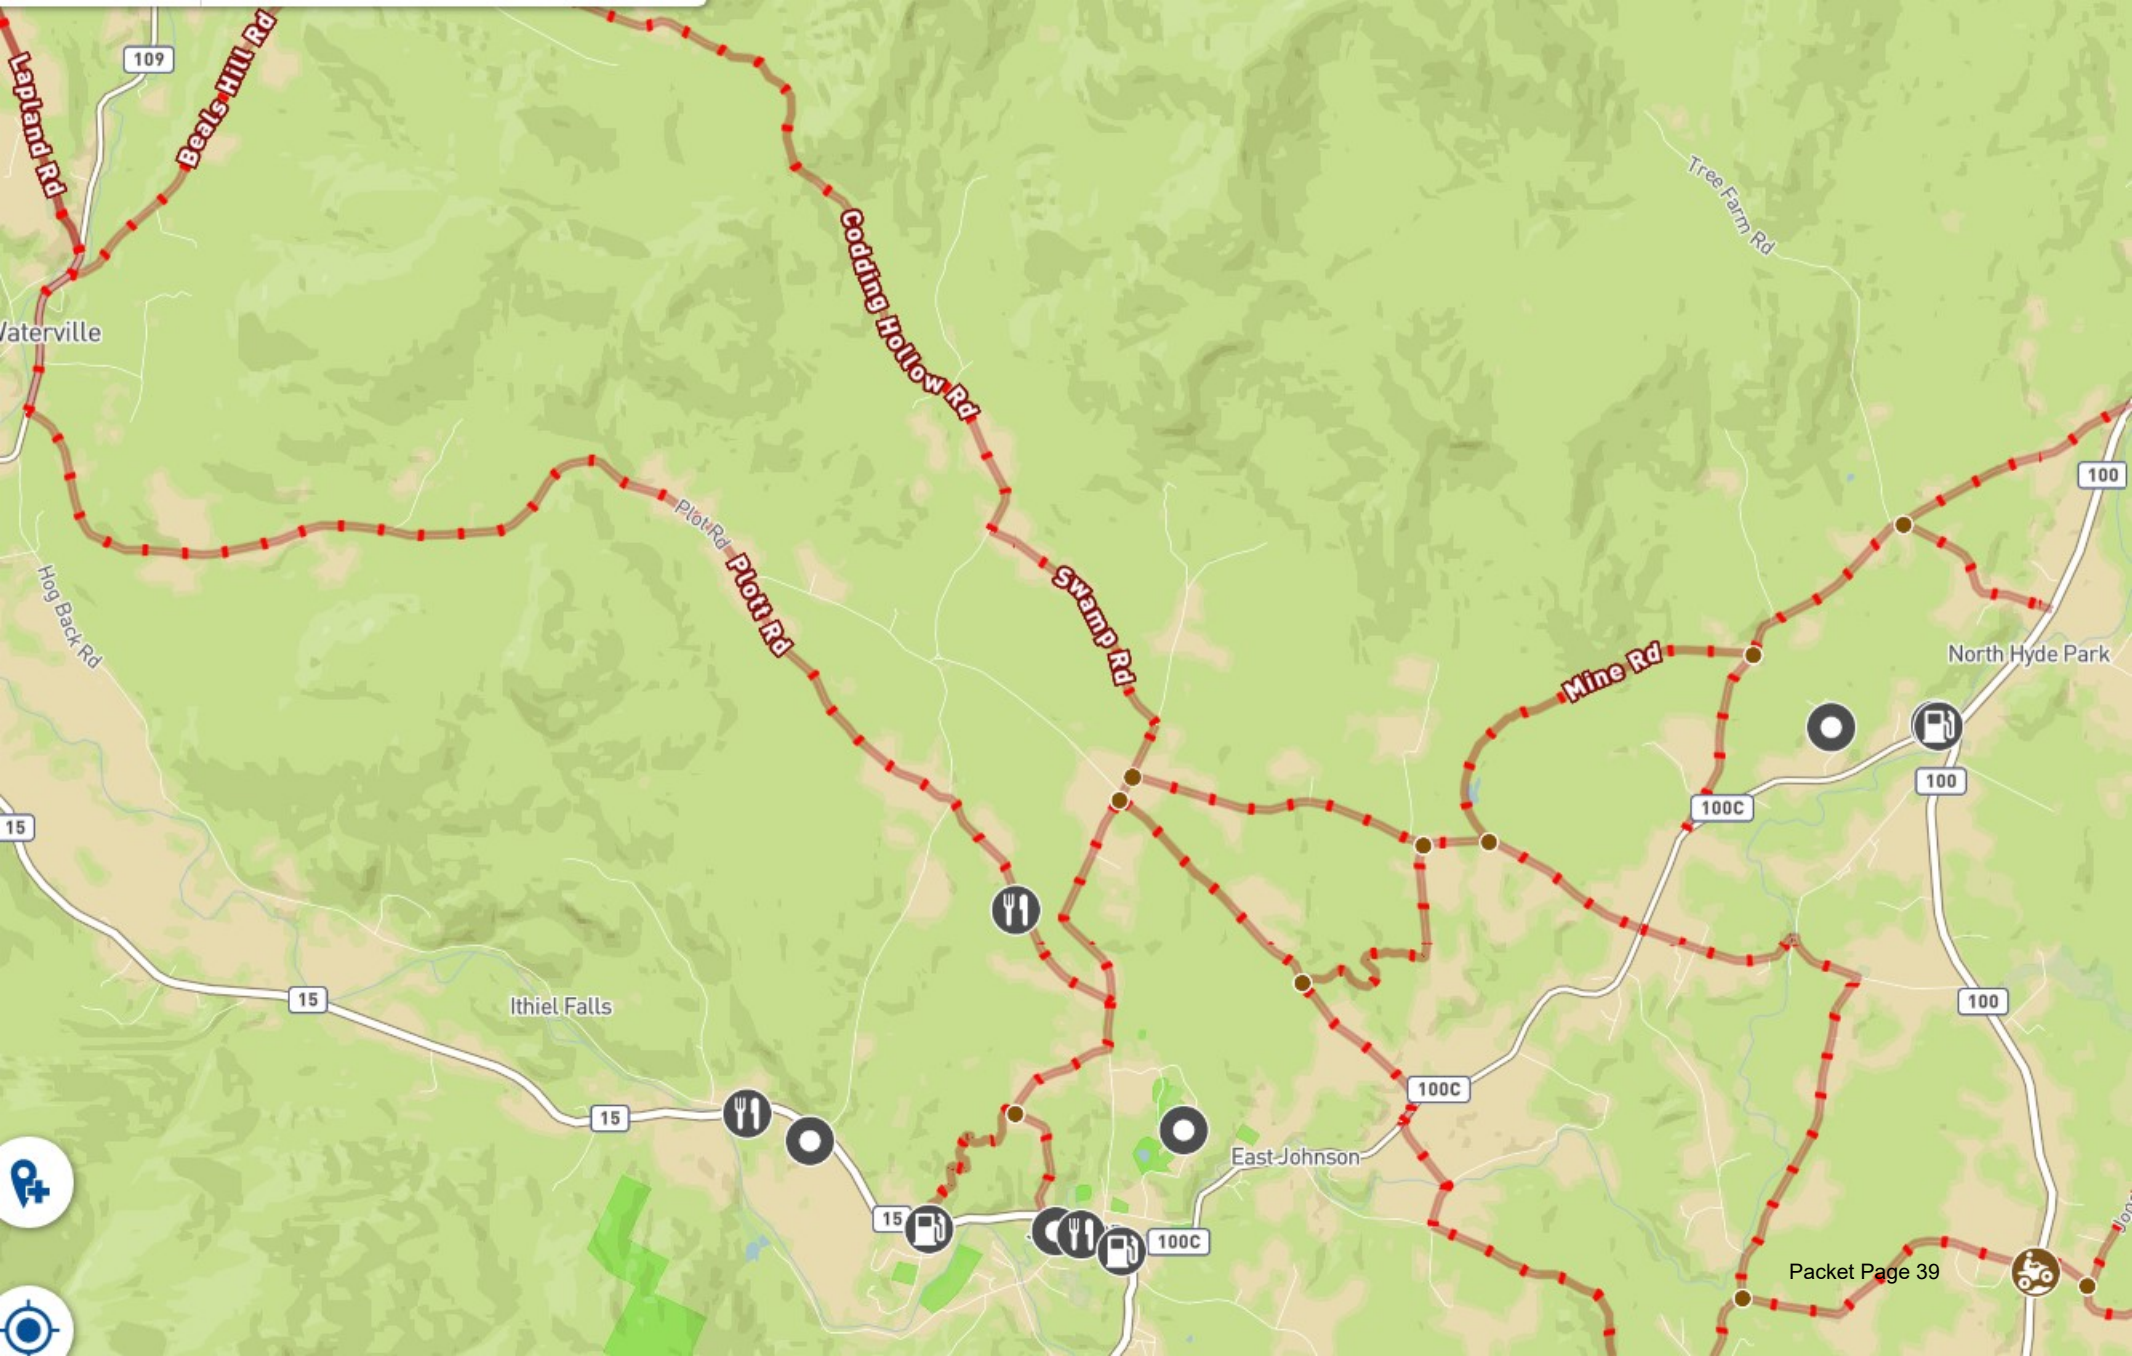 109
Lapland Rd
Beals Hill Rd
Codding Hollow Rd
Tree Farm Rd
Waterville
100
Plot Rd
Plott Rd
Swamp Rd
Hog Back Rd
Mine Rd
North Hyde Park
100
100C
15
15
Ithiel Falls
100
100C
15
East Johnson
15
100C
Packet Page 39